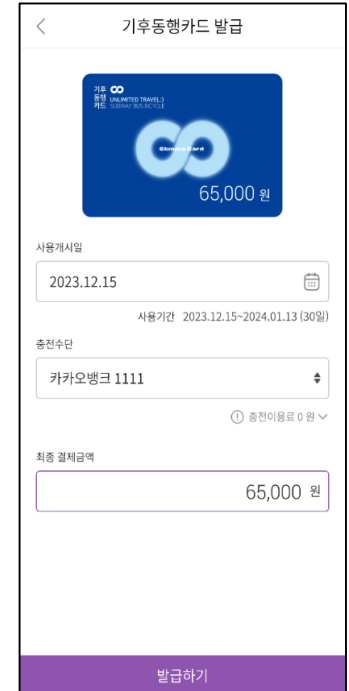 기후동행카드 발급
기후
동행
카드
UNLIMITED TRAVEL:)
SUBWAY BUS BICYCLE
Climate Card
65,000 원
사용개시일
2023.12.15
사용기간 2023.12.15~2024.01.13 (30일)
충전수단
카카오뱅크 1111
충전이용료 0 원
최종 결제금액
65,000 원
발급하기